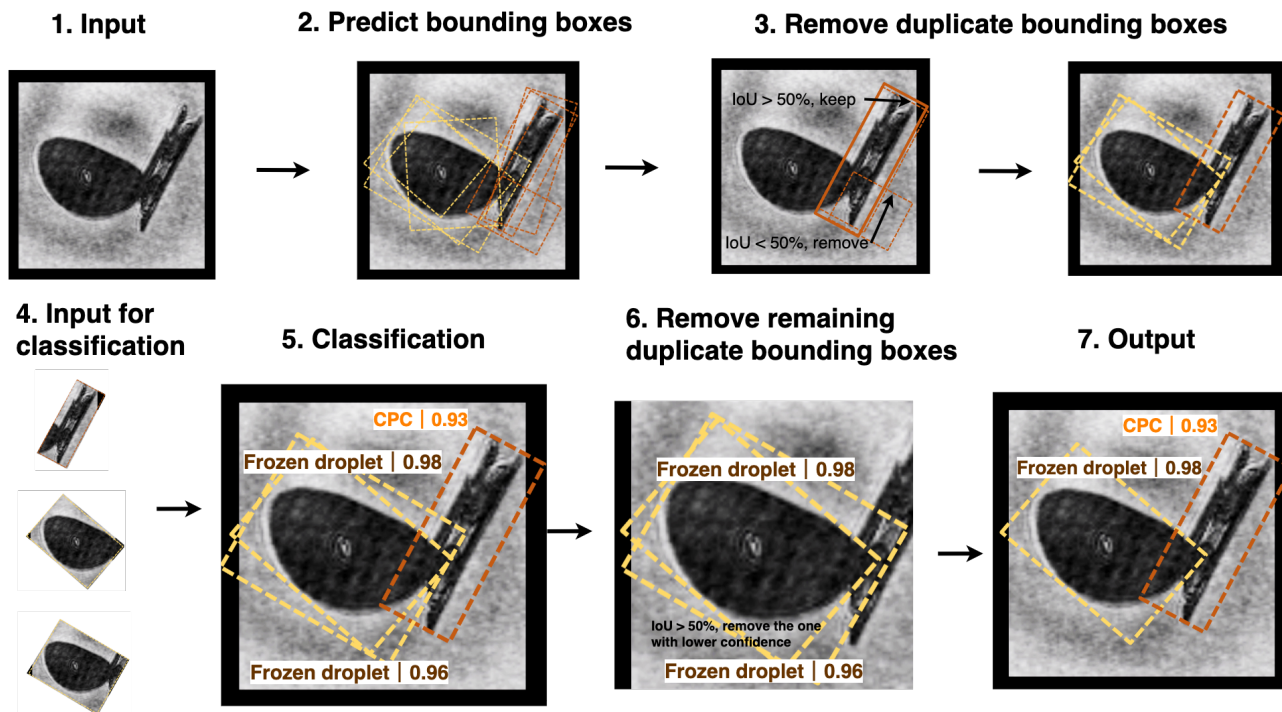 1. Input
2. Predict bounding boxes
3. Remove duplicate bounding boxes
IoU > 50%, keep
IoU < 50%, remove
4. Input for
classification
5. Classification
6. Remove remaining
duplicate bounding boxes
7. Output
CPC | 0.93
Frozen droplet | 0.98
Frozen droplet | 0.96
Frozen droplet | 0.98
IoU > 50%, remove the one
with lower confidence
Frozen droplet | 0.96
CPC | 0.93
Frozen droplet | 0.98